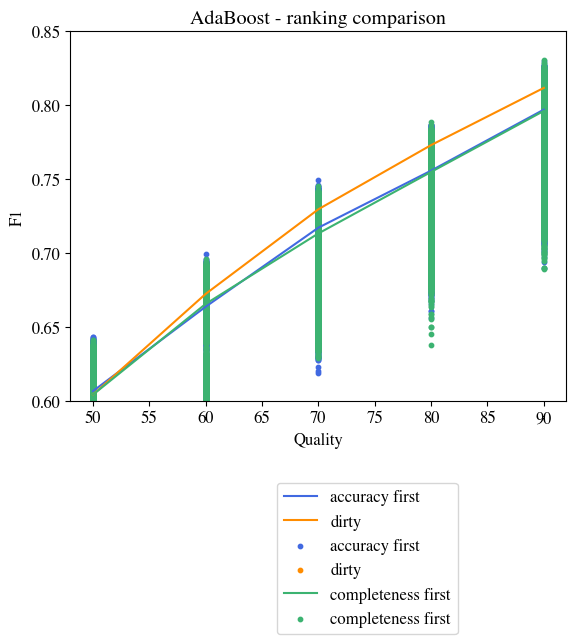 AdaBoost - ranking comparison
0.85
0.80
0.75
0.70
0.65
0.60
F1
50 55 60 65 70 75 80 85 90
Quality
accuracy first
dirty
accuracy first
dirty
completeness first
completeness first